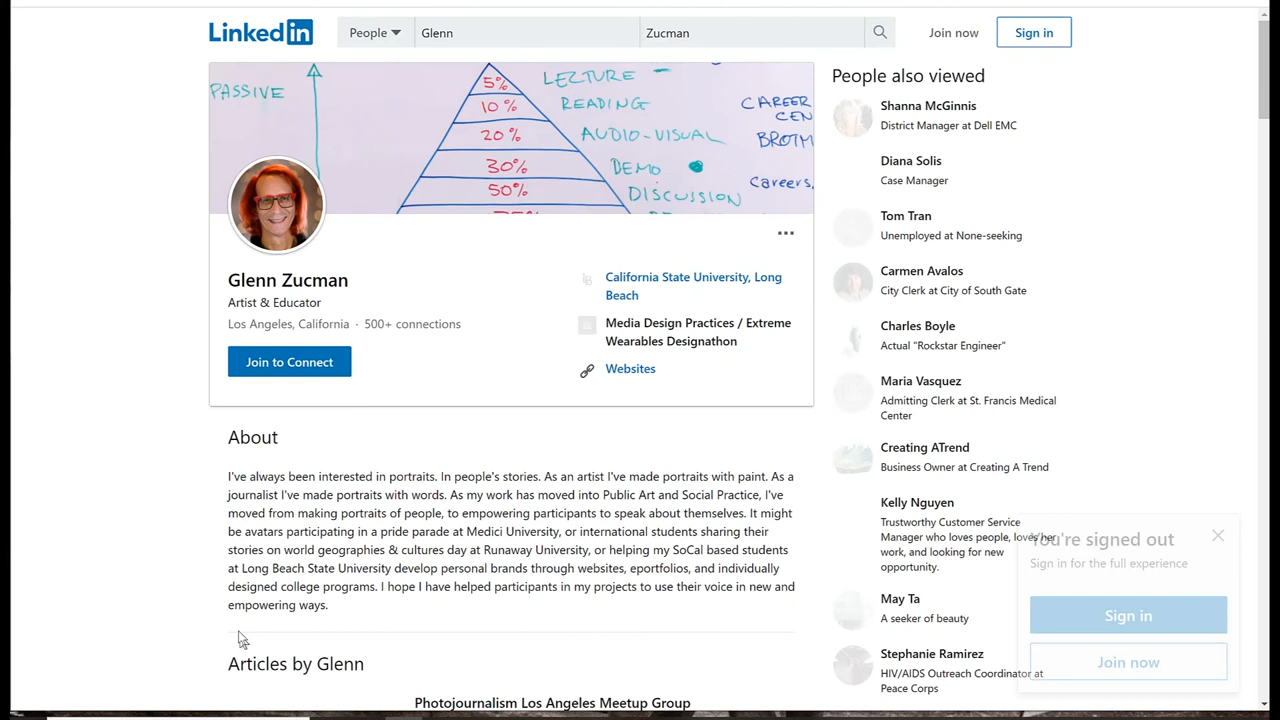 LinkedIn
People
Glenn
Zucman
Join now
Sign in
PASSIVE
5%
10%
20%
30%
50%
LECTURE
READING
AUDIO-VISUAL
DEMO
DISCUSSION
CAREER
CEN
Careers,
Glenn Zucman
Artist & Educator
Los Angeles, California · 500+ connections
Join to Connect
California State University, Long
Beach
Media Design Practices / Extreme
Wearables Designathon
Websites
About
I've always been interested in portraits. In people's stories. As an artist I've made portraits with paint. As a
journalist I've made portraits with words. As my work has moved into Public Art and Social Practice, I've
moved from making portraits of people, to empowering participants to speak about themselves. It might
be avatars participating in a pride parade at Medici University, or international students sharing their
stories on world geographies & cultures day at Runaway University, or helping my SoCal based students
at Long Beach State University develop personal brands through websites, eportfolios, and individually
designed college programs. I hope I have helped participants in my projects to use their voice in new and
empowering ways.
Articles by Glenn
Photojournalism Los Angeles Meetup Group
People also viewed
Shanna McGinnis
District Manager at Dell EMC
Diana Solis
Case Manager
Tom Tran
Unemployed at None-seeking
Carmen Avalos
City Clerk at City of South Gate
Charles Boyle
Actual "Rockstar Engineer"
Maria Vasquez
Admitting Clerk at St. Francis Medical
Center
Creating ATrend
Business Owner at Creating A Trend
Kelly Nguyen
Trustworthy Customer Service
Manager who loves people, loves her
work, and looking for new
opportunity.
May Ta
A seeker of beauty
Stephanie Ramirez
HIV/AIDS Outreach Coordinator at
Peace Corps
You're signed out
Sign in for the full experience
Sign in
Join now